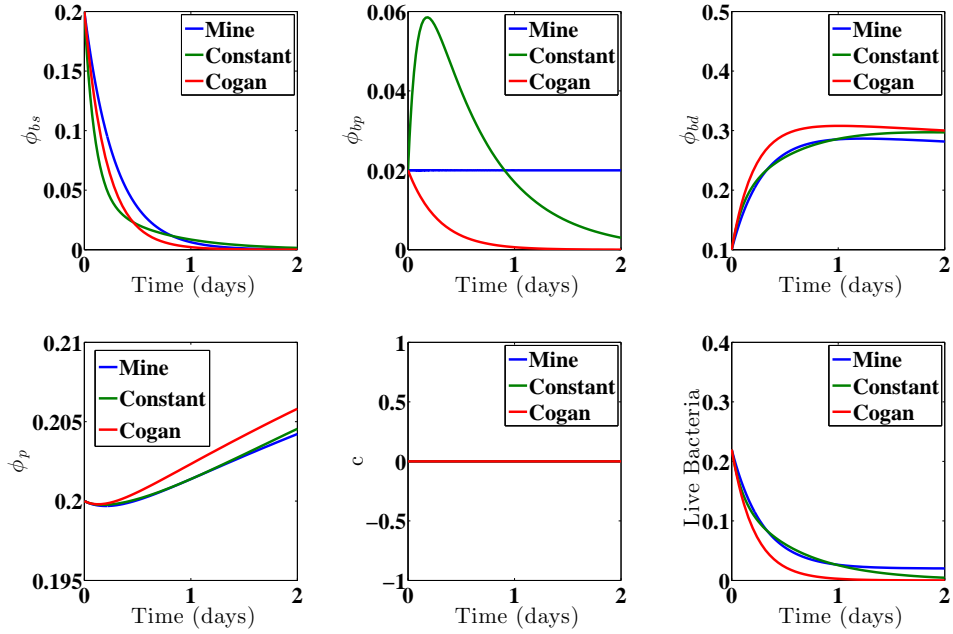 0.2
0.15
0.1
0.05
0
ϕbs
Mine
Constant
Cogan
0 1 2
Time (days)
0.06
0.04
0.02
0
ϕbp
Mine
Constant
Cogan
0 1 2
Time (days)
0.5
0.4
0.3
0.2
0.1
ϕbd
Mine
Constant
Cogan
0 1 2
Time (days)
0.21
0.205
0.2
0.195
ϕp
Mine
Constant
Cogan
0 1 2
Time (days)
1
0.5
0
−0.5
−1
c
Mine
Constant
Cogan
0 1 2
Time (days)
0.4
0.3
0.2
0.1
0
Live Bacteria
Mine
Constant
Cogan
0 1 2
Time (days)